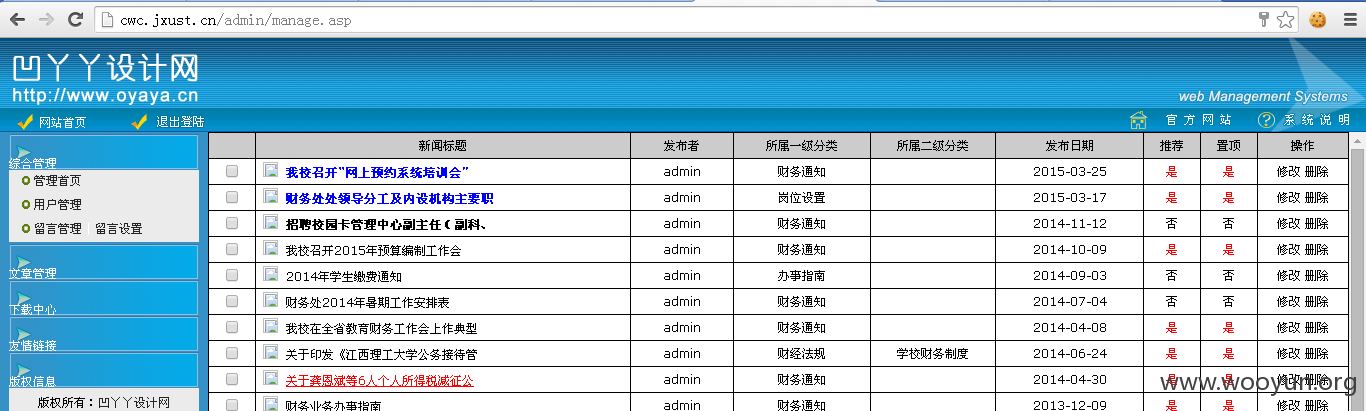 cwc.jxust.cn/admin/manage.asp
凹丫丫设计网
http://www.oyaya.cn
web Management Systems
网站首页 退出登陆 官方网站 系统说明
综合管理
管理首页
用户管理
留言管理 留言设置
文章管理
下载中心
友情链接
版权信息
版权所有：凹丫丫设计网
新闻标题 发布者 所属一级分类 所属二级分类 发布日期 推荐 置顶 操作
我校召开"网上预约系统培训会" admin 财务通知 2015-03-25 是 是 修改 删除
财务处处领导分工及内设机构主要职 admin 岗位设置 2015-03-17 是 是 修改 删除
招聘校园卡管理中心副主任（副科、 admin 财务通知 2014-11-12 否 否 修改 删除
我校召开2015年预算编制工作会 admin 财务通知 2014-10-09 是 是 修改 删除
2014年学生缴费通知 admin 办事指南 2014-09-03 否 否 修改 删除
财务处2014年暑期工作安排表 admin 财务通知 2014-07-04 否 否 修改 删除
我校在全省教育财务工作会上作典型 admin 财务通知 2014-04-08 是 是 修改 删除
关于印发《江西理工大学公务接待管 admin 财经法规 学校财务制度 2014-06-24 是 是 修改 删除
关于龚恩斌等6人个人所得税减征公 admin 财务通知 2014-04-30 是 是 修改 删除
财务业务办事指南 admin 财务通知 2013-12-09 是 是 修改 删除
www.wooyun.org